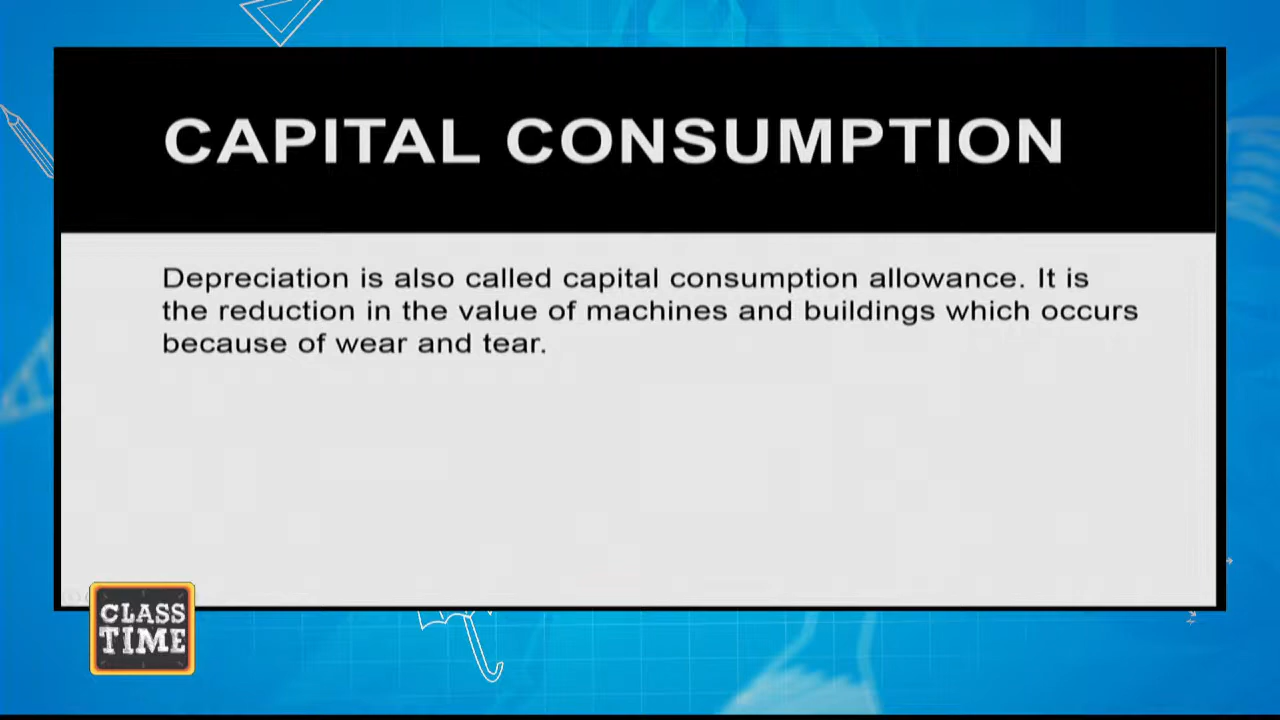 CAPITAL CONSUMPTION
Depreciation is also called capital consumption allowance. It is
the reduction in the value of machines and buildings which occurs
because of wear and tear.
CLASS
TIME